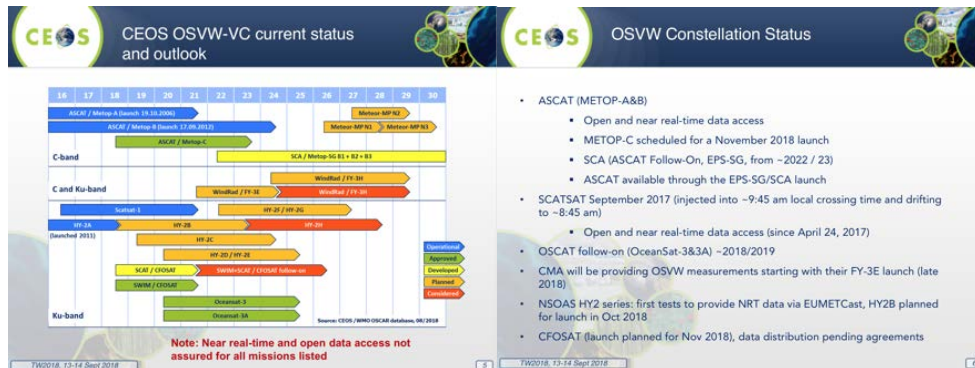 CEOS
CEOS OSVW-VC current status
and outlook
16 17 18 19 20 21 22 23 24 25 26 27 28 29 30
ASCAT / Metop-A (launch 19.10.2006)
Meteor-MP N2
ASCAT / Metop-B (launch 17.09.2012)
Meteor-MP N1
Meteor-MP N3
ASCAT / Metop-C
C-band
SCA / Metop-SG B1 + B2 + B3
C and Ku-band
WindRad / FY-3H
WindRad / FY-3E
WindRad / FY-3H
Scatsat-1
HY-2F / HY-2G
HY-2A
HY-2B
HY-2H
(launched 2011)
HY-2C
HY-2D / HY-2E
Operational
SCAT / CFOSAT
SWIM+SCAT / CFOSAT follow-on
Approved
SWIM / CFOSAT
Developed
Oceansat-3
Planned
Oceansat-3A
Considered
Ku-band
Source: CEOS /WMO OSCAR database, 08/2018
Note: Near real-time and open data access not
assured for all missions listed
TW2018, 13-14 Sept 2018
5
CEOS
OSVW Constellation Status
• ASCAT (METOP-A&B)
▪ Open and near real-time data access
▪ METOP-C scheduled for a November 2018 launch
▪ SCA (ASCAT Follow-On, EPS-SG, from ~2022 / 23)
▪ ASCAT available through the EPS-SG/SCA launch
• SCATSAT September 2017 (injected into ~9:45 am local crossing time and drifting
to ~8:45 am)
▪ Open and near real-time data (since April 24, 2017)
• OSCAT follow-on (OceanSat-3&3A) ~2018/2019
• CMA will be providing OSVW measurements starting with their FY-3E launch (late
2018)
• NSOAS HY2 series: first tests to provide NRT data via EUMETCast, HY2B planned
for launch in Oct 2018
• CFOSAT (launch planned for Nov 2018), data distribution pending agreements
TW2018, 13-14 Sept 2018